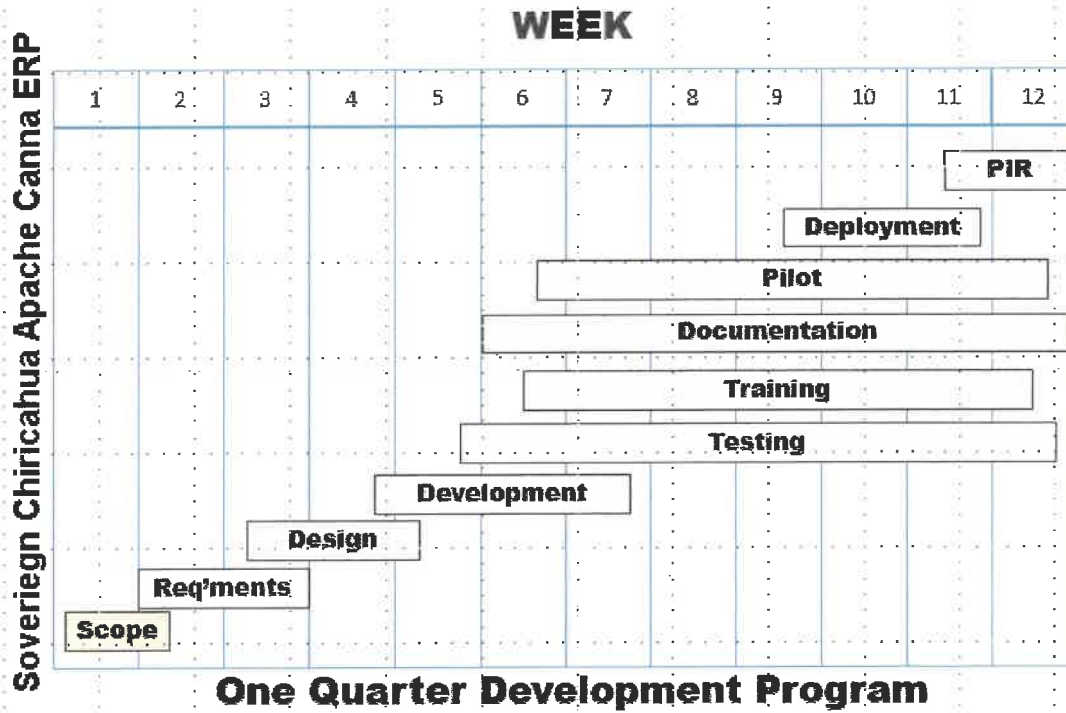 WEEK
Soveriegn Chiricahua Apache Canna ERP
1 2 3 4 5 6 7 8 9 10 11 12
PIR
Deployment
Pilot
Documentation
Training
Testing
Development
Design
Req'ments
Scope
One Quarter Development Program